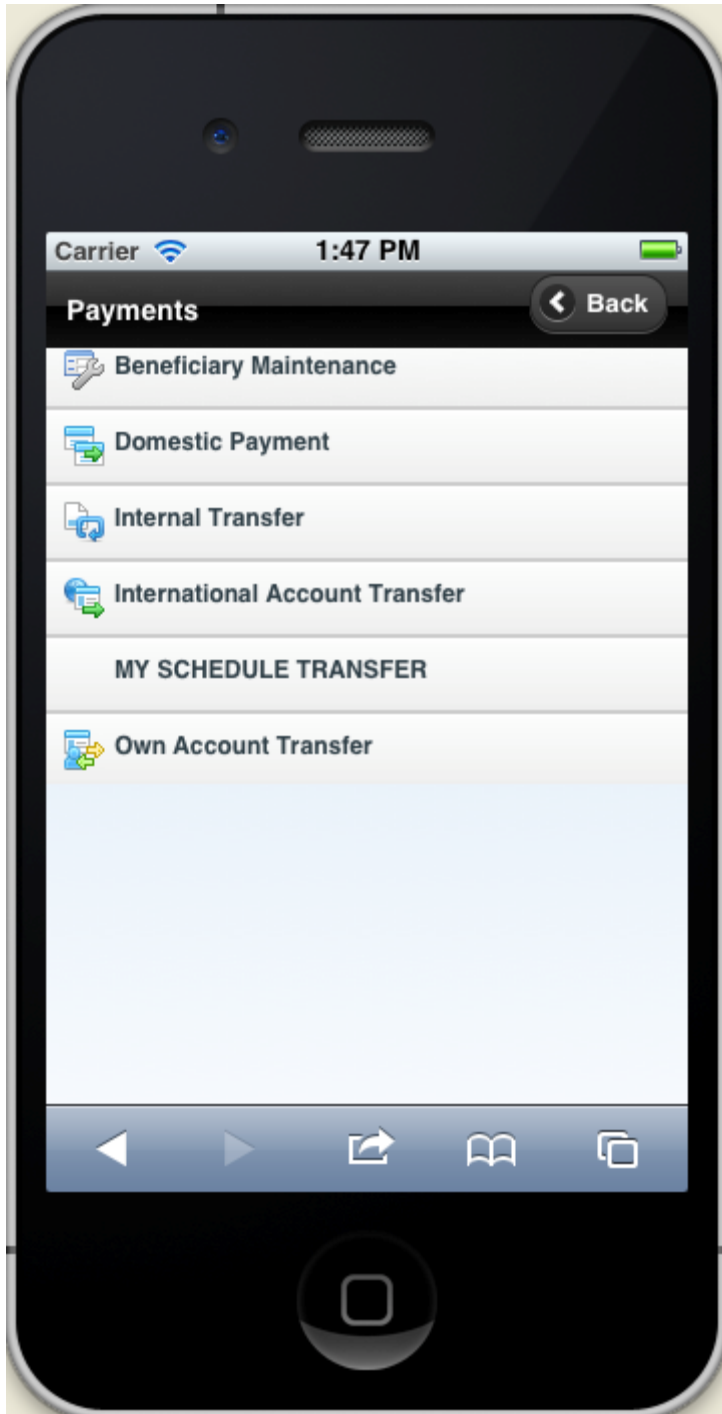 Carrier 1:47 PM
Payments Back
Beneficiary Maintenance
Domestic Payment
Internal Transfer
International Account Transfer
MY SCHEDULE TRANSFER
Own Account Transfer